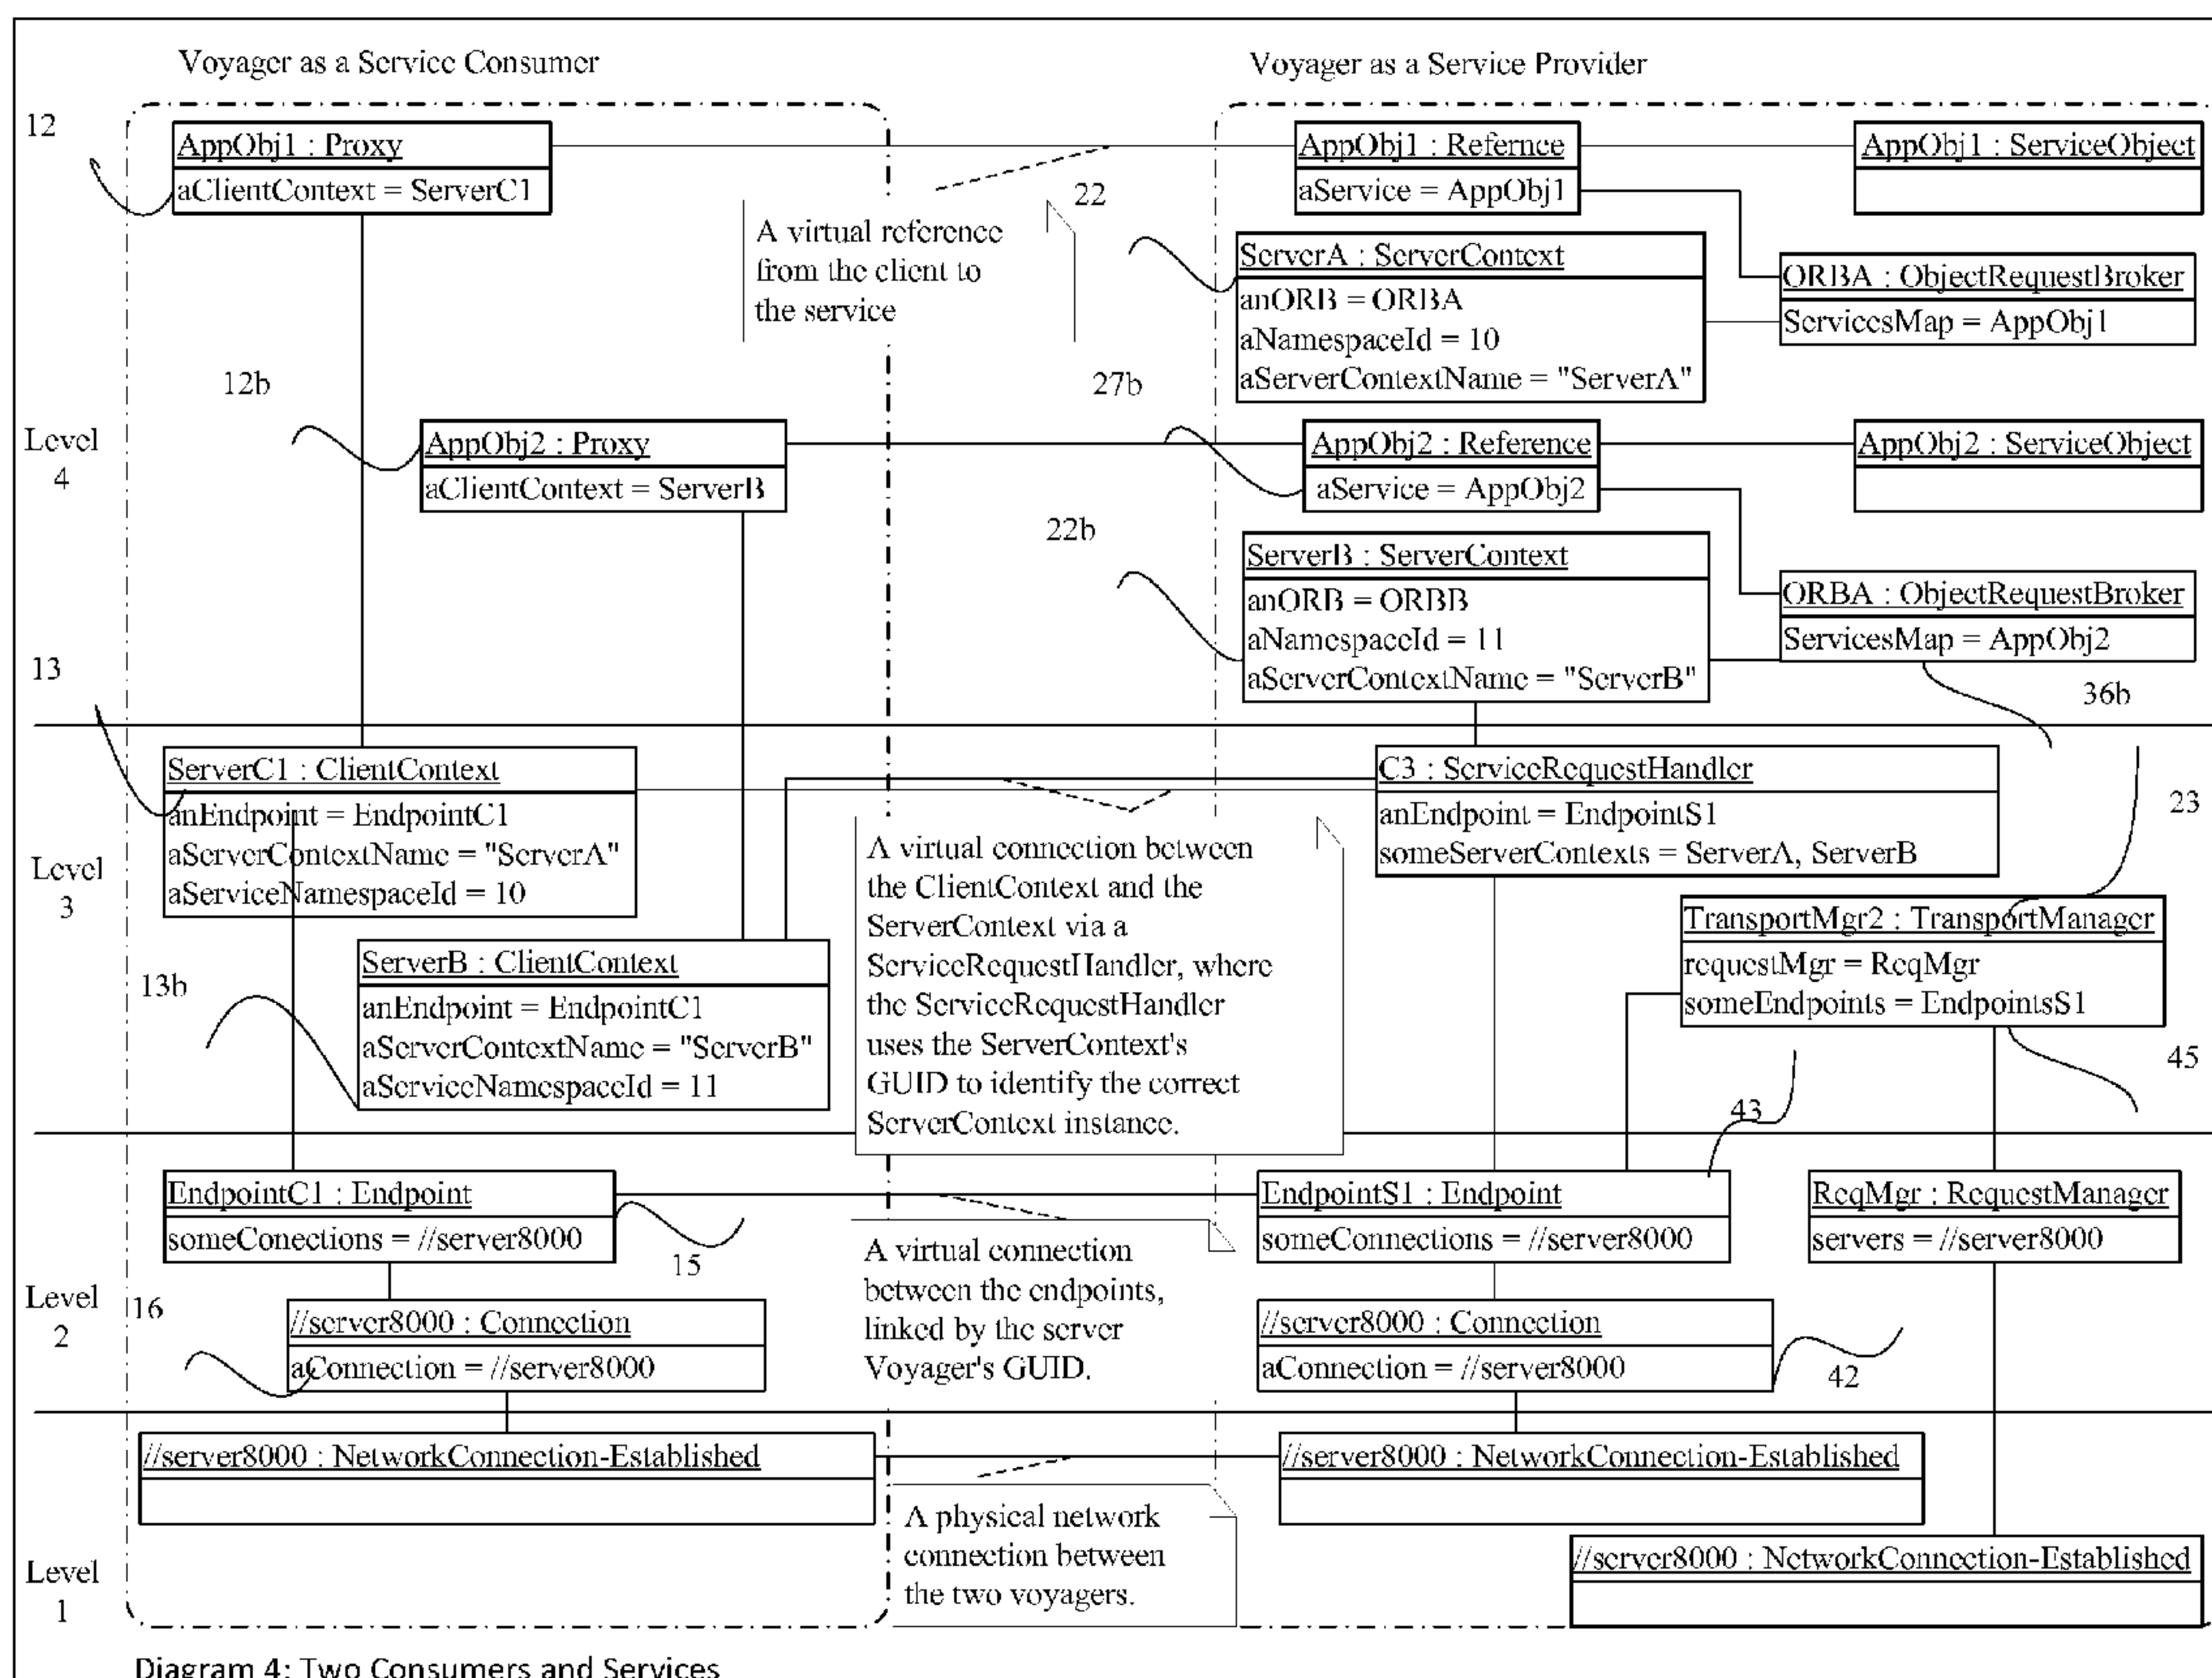 Voyager as a Service Consumer
Voyager as a Service Provider
12
AppObj1 : Proxy
aClientContext = ServerC1
AppObj1 : Refernce
aService = AppObj1
AppObj1 : ServiceObject
22
A virtual reference
from the client to
the service
ServerA : ServerContext
anORB = ORBA
aNamespaceId = 10
aServerContextName = "ServerA"
ORBA : ObjectRequestBroker
ServicesMap = AppObj1
12b
27b
Level
4
AppObj2 : Proxy
aClientContext = ServerB
AppObj2 : Reference
aService = AppObj2
AppObj2 : ServiceObject
22b
ServerB : ServerContext
anORB = ORBB
aNamespaceId = 11
aServerContextName = "ServerB"
ORBA : ObjectRequestBroker
ServicesMap = AppObj2
36b
13
ServerC1 : ClientContext
anEndpoint = EndpointC1
aServerContextName = "ServerA"
aServiceNamespaceId = 10
C3 : ServiceRequestHandler
anEndpoint = EndpointS1
someServerContexts = ServerA, ServerB
23
Level
3
A virtual connection between
the ClientContext and the
ServerContext via a
ServiceRequestHandler, where
the ServiceRequestHandler
uses the ServerContext's
GUID to identify the correct
ServerContext instance.
TransportMgr2 : TransportManager
requestMgr = ReqMgr
someEndpoints = EndpointsS1
13b
ServerB : ClientContext
anEndpoint = EndpointC1
aServerContextName = "ServerB"
aServiceNamespaceId = 11
45
43
EndpointC1 : Endpoint
someConections = //server8000
15
EndpointS1 : Endpoint
someConnections = //server8000
ReqMgr : RequestManager
servers = //server8000
A virtual connection
between the endpoints,
linked by the server
Voyager's GUID.
Level
2
16
//server8000 : Connection
aConnection = //server8000
//server8000 : Connection
aConnection = //server8000
42
//server8000 : NetworkConnection-Established
//server8000 : NetworkConnection-Established
A physical network
connection between
the two voyagers.
//server8000 : NetworkConnection-Established
Level
1
Diagram 4: Two Consumers and Services